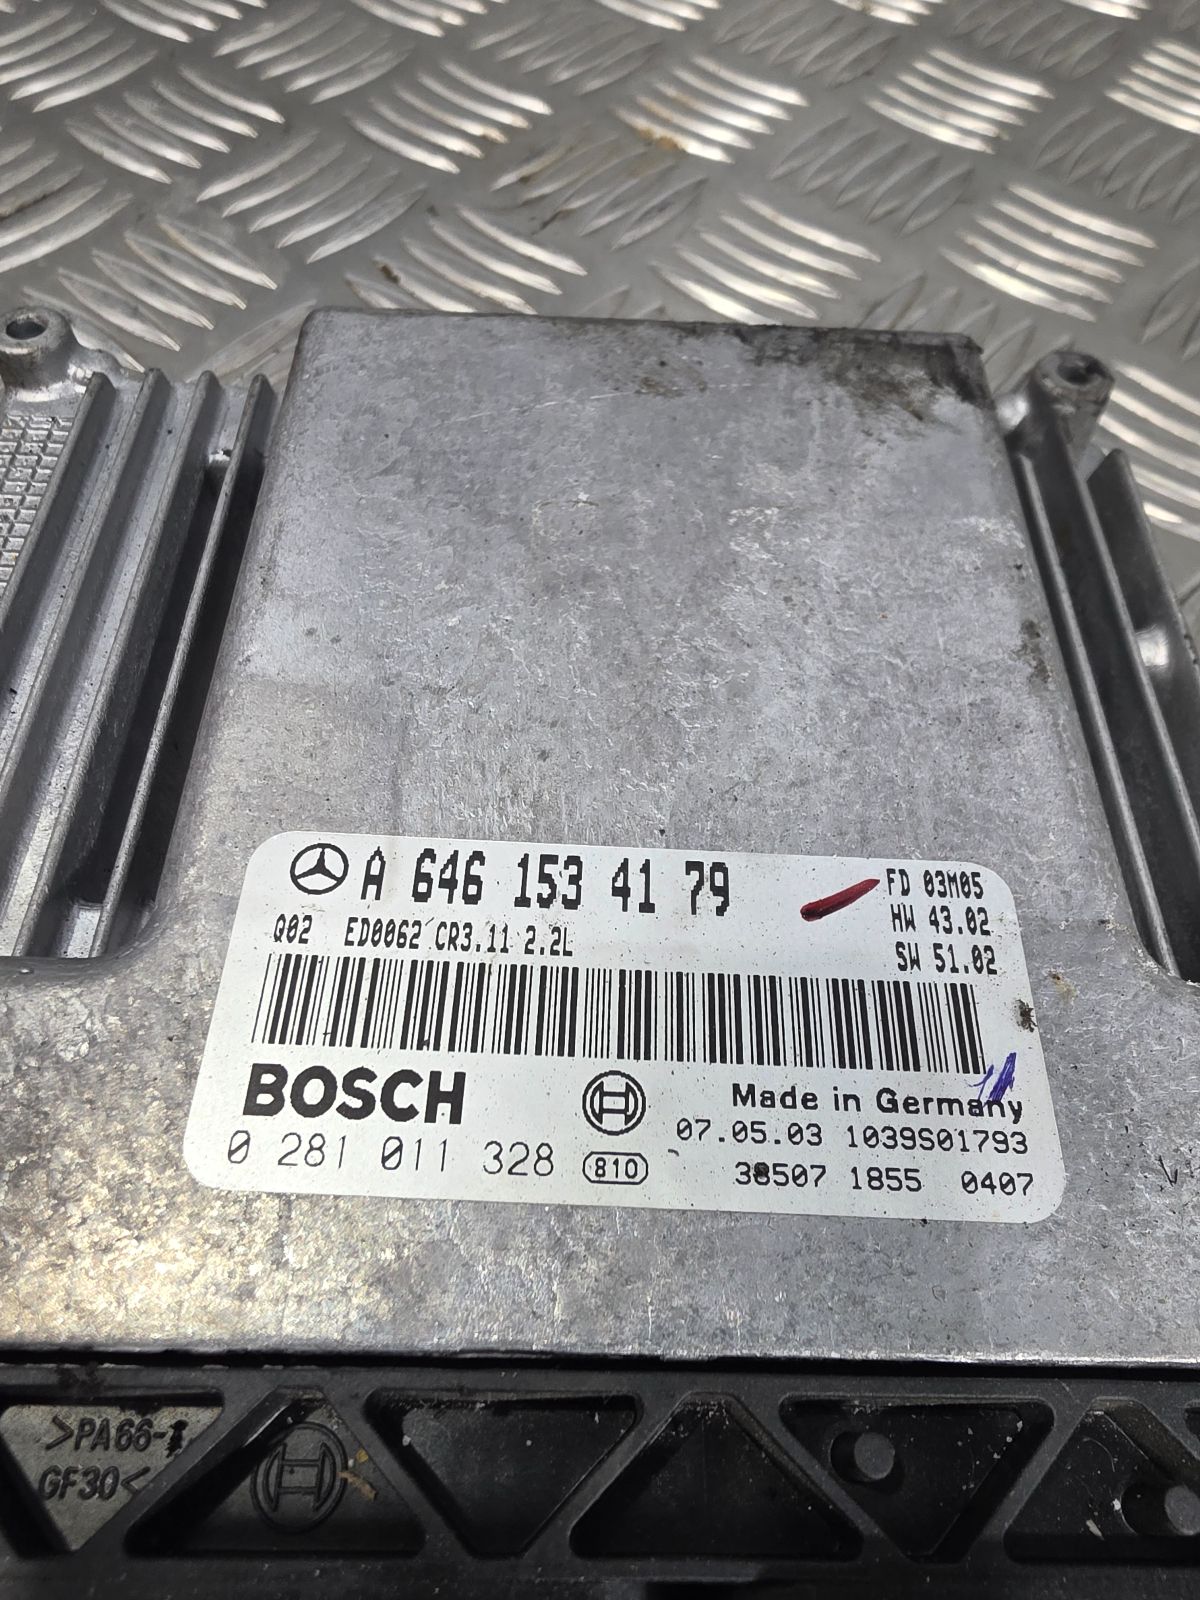 A 646 153 41 79
FD 03M05
HW 43.02
Q02 ED0062 CR3.11 2.2L
SW 51.02
BOSCH
Made in Germany
07.05.03 1039S01793
0 281 011 328
810
38507 1855 0407
>PA66-
GF30<